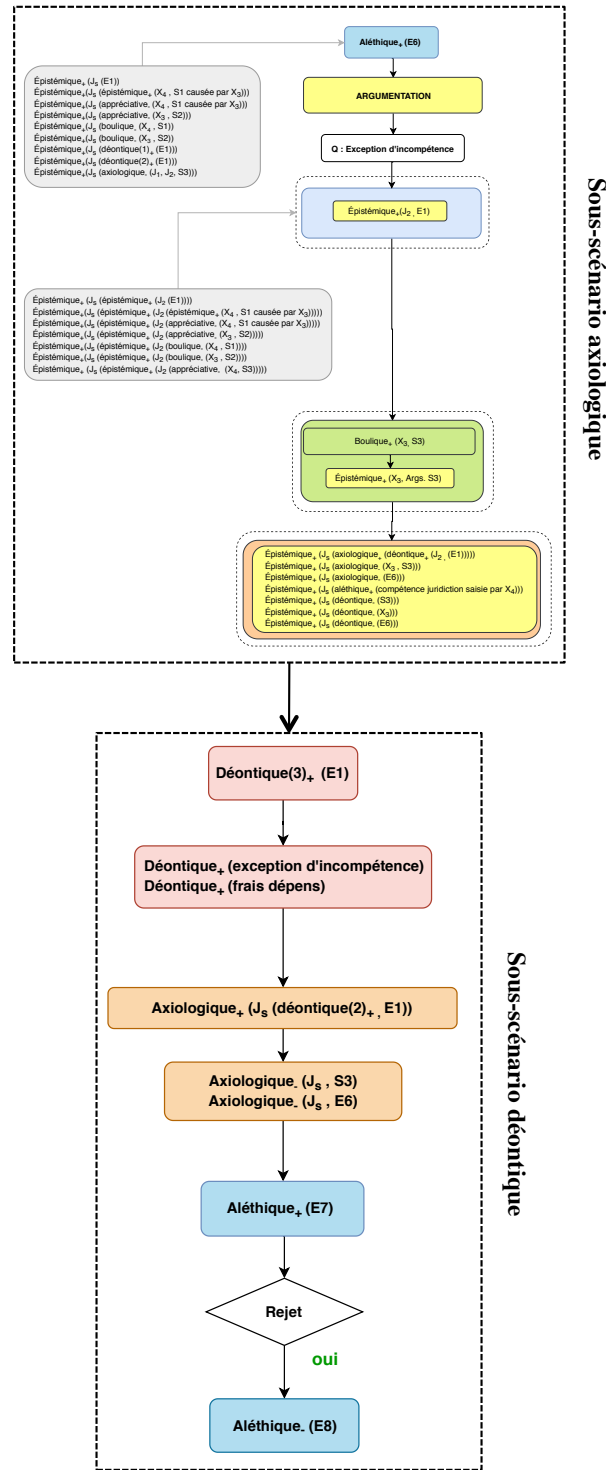 Aléthique₊ (E6)
Épistémique₊ (Jₛ (E1))
Épistémique₊(Jₛ (épistémique₊ (X₄ , S1 causée par X₃)))
Épistémique₊(Jₛ (appréciative₋ (X₄ , S1 causée par X₃)))
Épistémique₊(Jₛ (appréciative₋ (X₃ , S2)))
Épistémique₊(Jₛ (boulique₋ (X₄ , S1))
Épistémique₊(Jₛ (boulique₋ (X₃ , S2))
Épistémique₊(Jₛ (déontique(1)₊ (E1)))
Épistémique₊(Jₛ (déontique(2)₊ (E1)))
Épistémique₊(Jₛ (axiologique₋ (J₁, J₂, S3)))
ARGUMENTATION
Q : Exception d'incompétence
Épistémique₊(J₂ , E1)
Épistémique₊ (Jₛ (épistémique₊ (J₂ (E1))))
Épistémique₊(Jₛ (épistémique₊ (J₂ (épistémique₊ (X₄ , S1 causée par X₃)))))
Épistémique₊(Jₛ (épistémique₊ (J₂ (appréciative₋ (X₄ , S1 causée par X₃)))))
Épistémique₊(Jₛ (épistémique₊ (J₂ (appréciative₋ (X₃ , S2)))))
Épistémique₊(Jₛ (épistémique₊ (J₂ (boulique₋ (X₄ , S1))))
Épistémique₊(Jₛ (épistémique₊ (J₂ (boulique₋ (X₃ , S2))))
Épistémique₊ (Jₛ (épistémique₊ (J₂ (appréciative₋ (X₄, S3)))))
Boulique₊ (X₃, S3)
Épistémique₊ (X₃, Args. S3)
Épistémique₊ (Jₛ (axiologique₊ (déontique₊ (J₂ , (E1)))))
Épistémique₊ (Jₛ (axiologique₋ (X₃ , S3)))
Épistémique₊ (Jₛ (axiologique₋ (E6)))
Épistémique₊ (Jₛ (aléthique₊ (compétence juridiction saisie par X₄)))
Épistémique₊ (Jₛ (déontique₋ (S3)))
Épistémique₊ (Jₛ (déontique₋ (X₃)))
Épistémique₊ (Jₛ (déontique₋ (E6)))
Sous-scénario axiologique
Déontique(3)₊ (E1)
Déontique₊ (exception d'incompétence)
Déontique₊ (frais dépens)
Axiologique₊ (Jₛ (déontique(2)₊ , E1))
Axiologique₋ (Jₛ , S3)
Axiologique₋ (Jₛ , E6)
Aléthique₊ (E7)
Rejet
oui
Aléthique₋ (E8)
Sous-scénario déontique